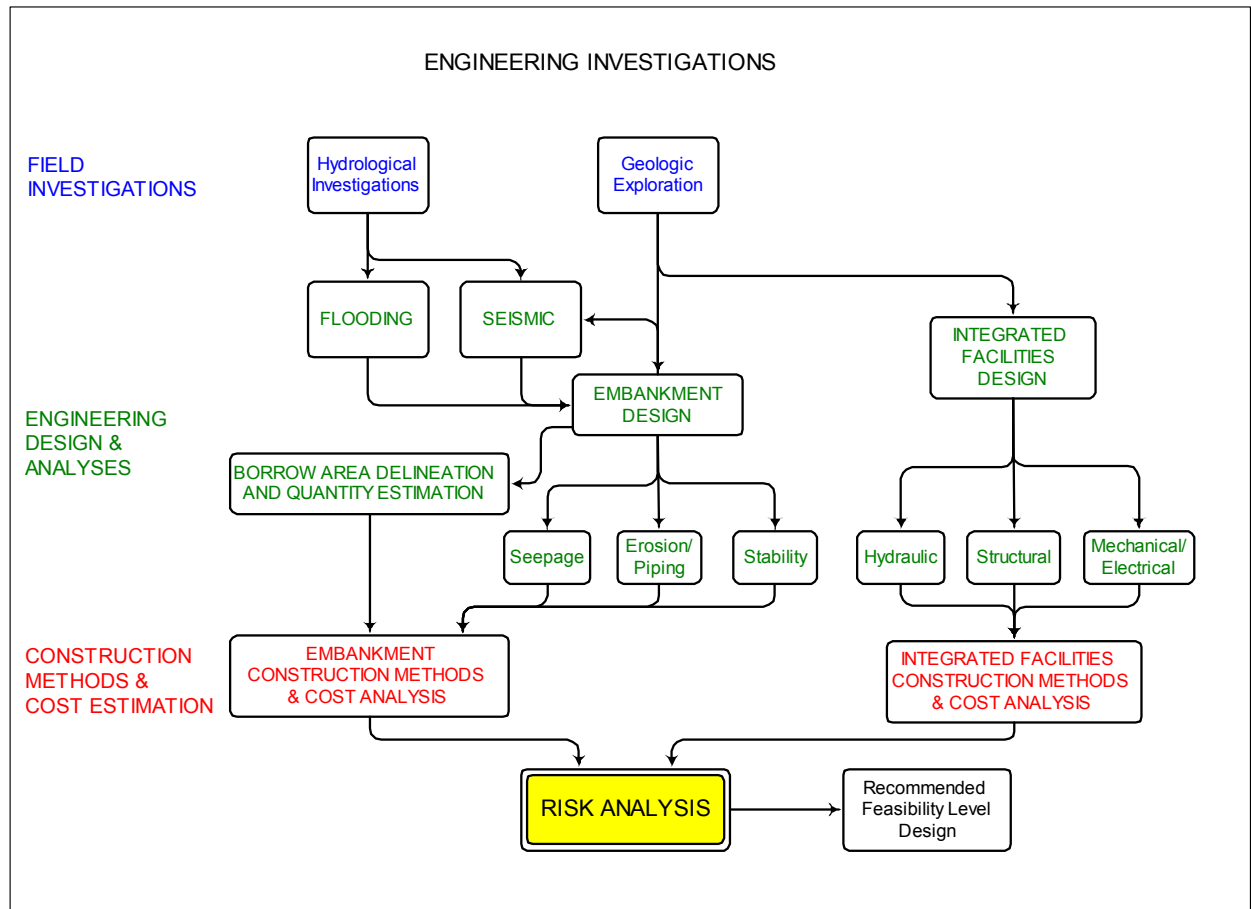 ENGINEERING INVESTIGATIONS
FIELD
INVESTIGATIONS
Hydrological
Investigations
Geologic
Exploration
FLOODING
SEISMIC
INTEGRATED
FACILITIES
DESIGN
EMBANKMENT
DESIGN
ENGINEERING
DESIGN &
ANALYSES
BORROW AREA DELINEATION
AND QUANTITY ESTIMATION
Seepage
Erosion/
Piping
Stability
Hydraulic
Structural
Mechanical/
Electrical
CONSTRUCTION
METHODS &
COST ESTIMATION
EMBANKMENT
CONSTRUCTION METHODS
& COST ANALYSIS
INTEGRATED FACILITIES
CONSTRUCTION METHODS
& COST ANALYSIS
RISK ANALYSIS
Recommended
Feasibility Level
Design